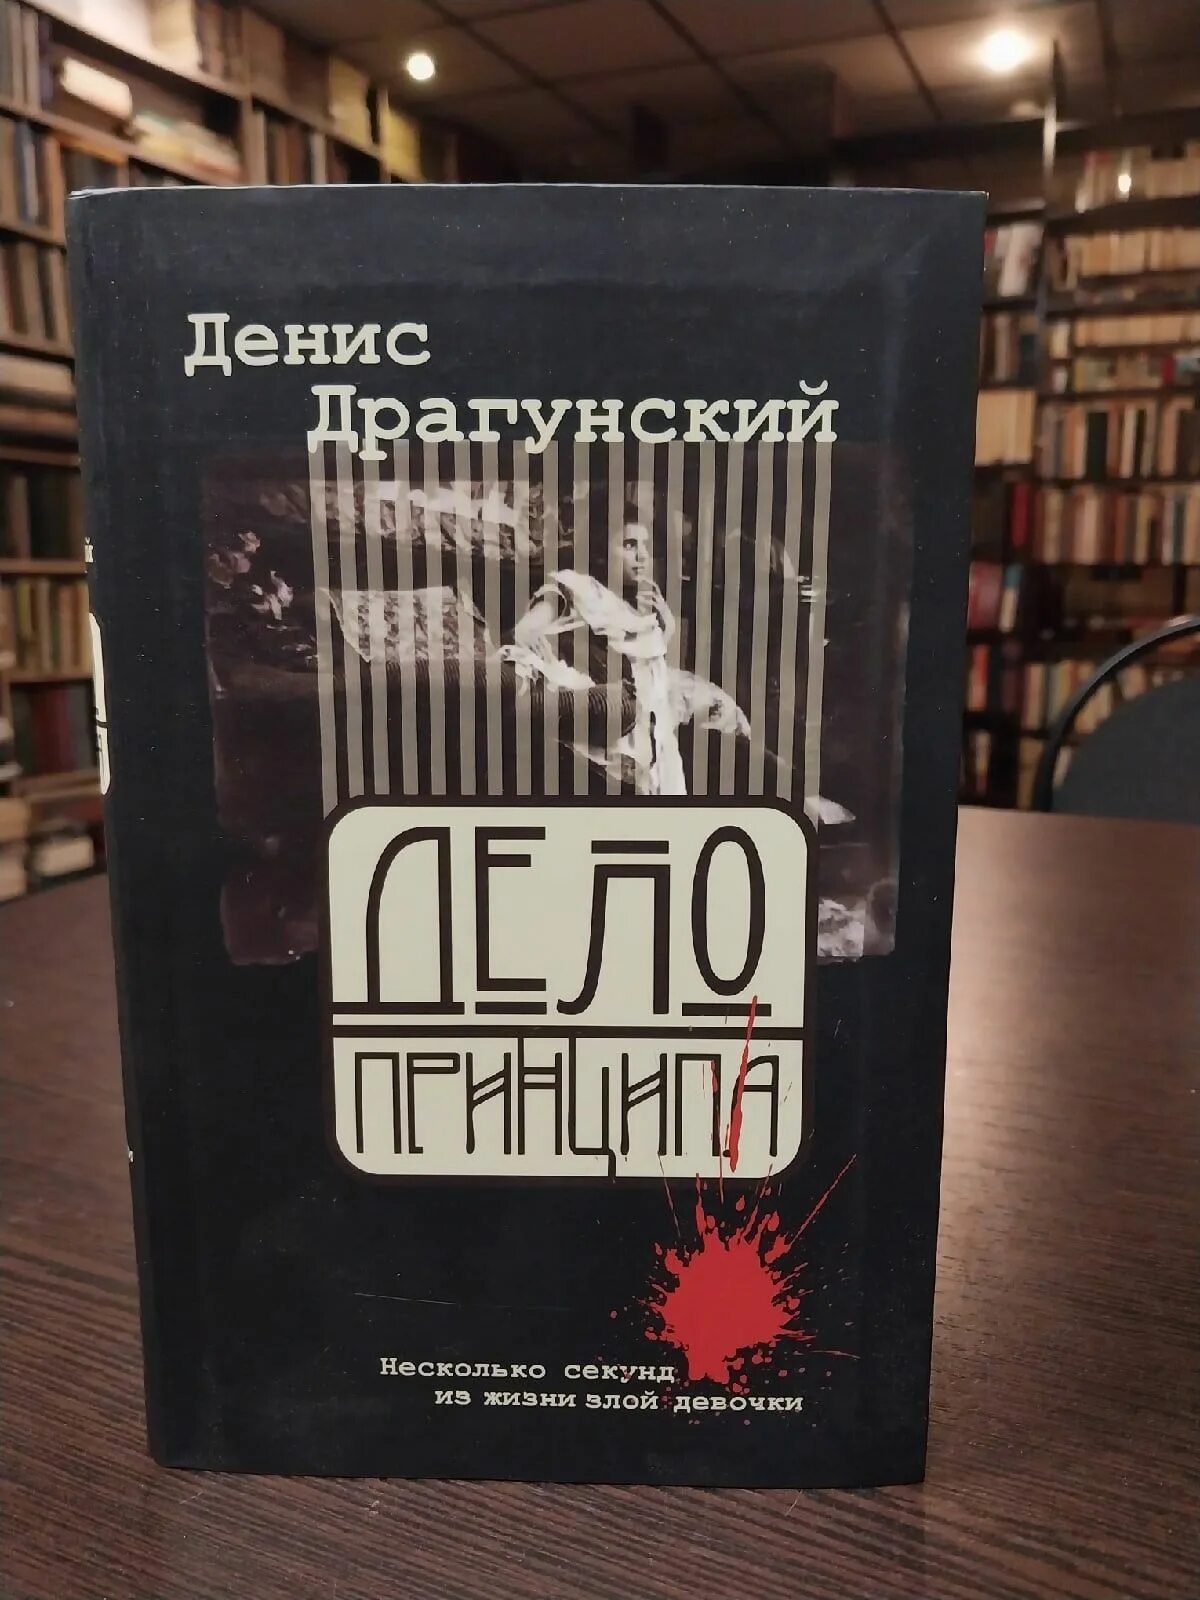 Денис
Драгунский
ДЕЛО
ПРИНЦИПА
Несколько секунд
из жизни злой девочки